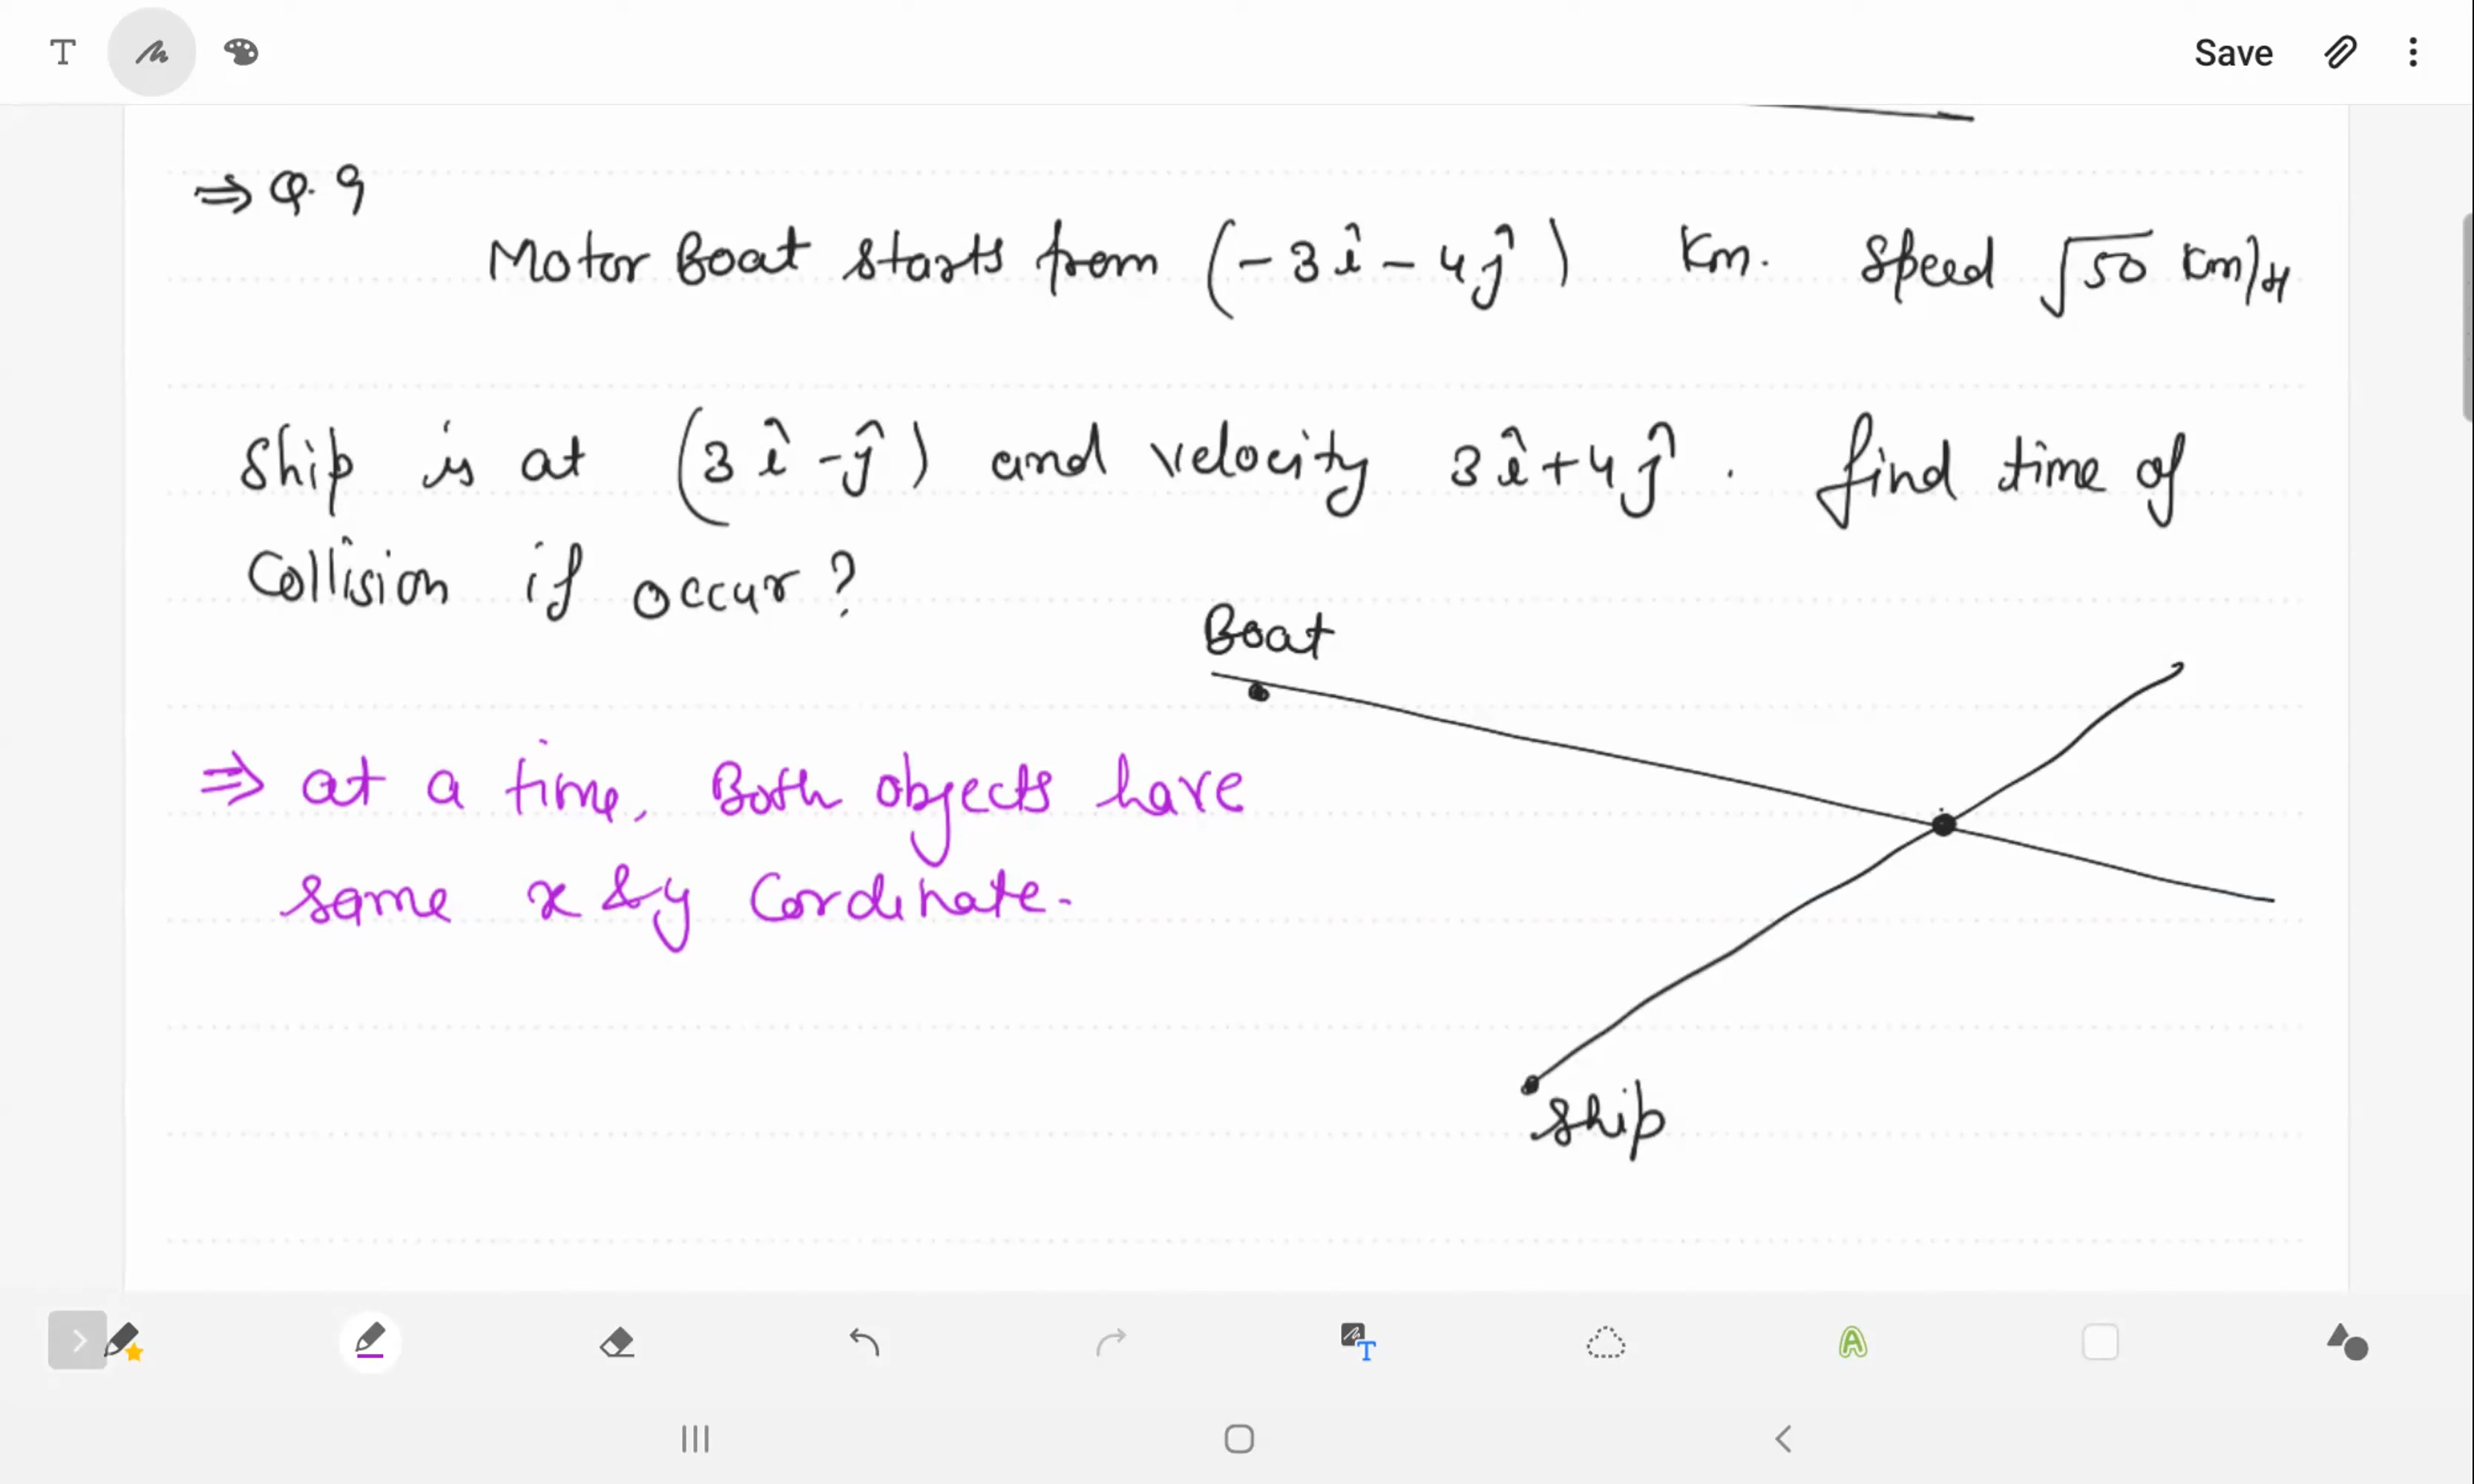 Save
⇒ Q.9
Motor Boat starts from (-3î - 4ĵ) Km. Speed √50 Km/H
Ship is at (3î - ĵ) and velocity 3î + 4ĵ. find time of
Collision if occur?
Boat
⇒ at a time, Both objects have
same x & y Cordinate.
Ship